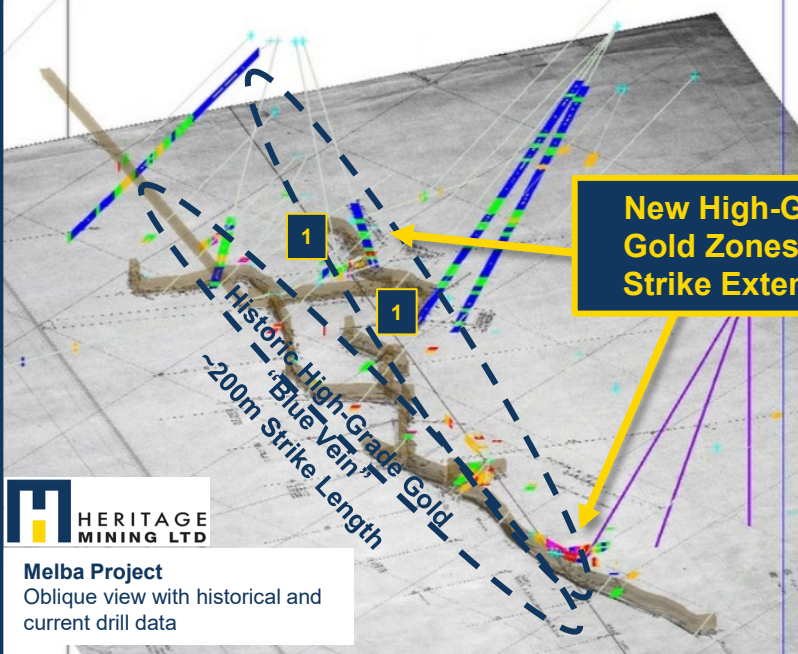 New High-G
Gold Zones
Strike Exten
1
1
Historic High-Grade Gold
“Blue Vein”
~200m Strike Length
HERITAGE
MINING LTD
Melba Project
Oblique view with historical and
current drill data